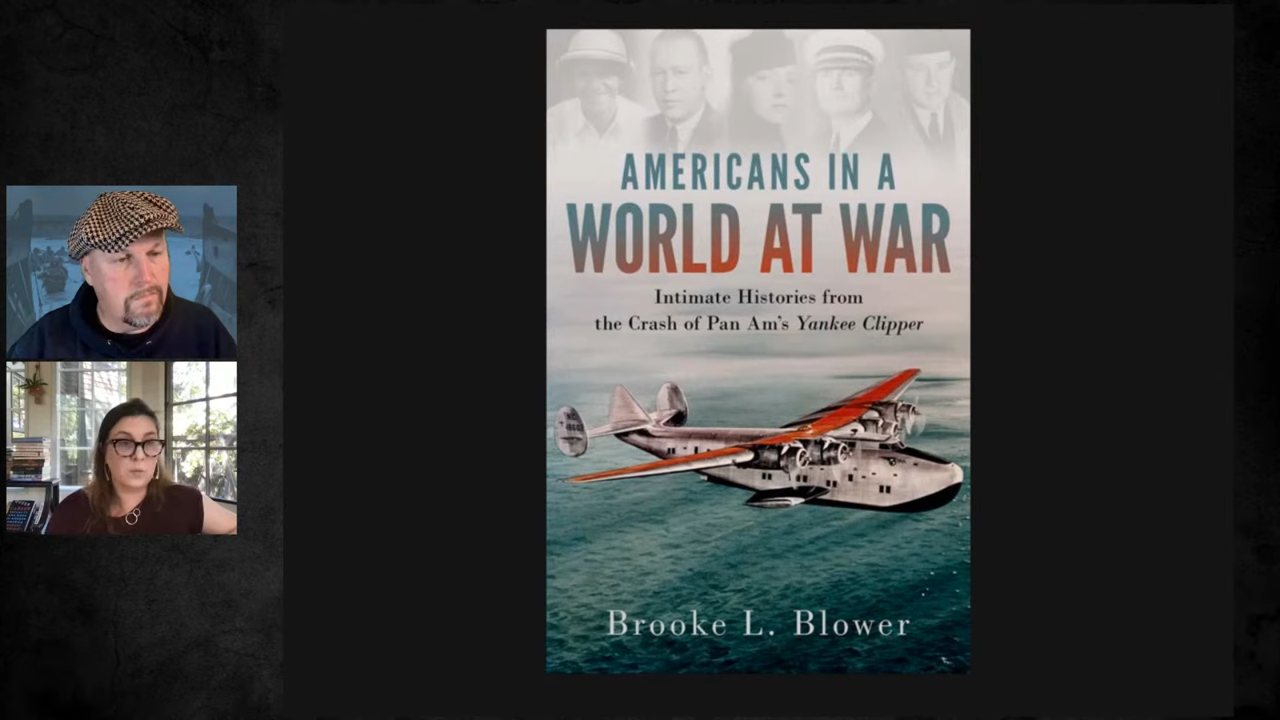 AMERICANS IN A
WORLD AT WAR
Intimate Histories from
the Crash of Pan Am's Yankee Clipper
Brooke L. Blower